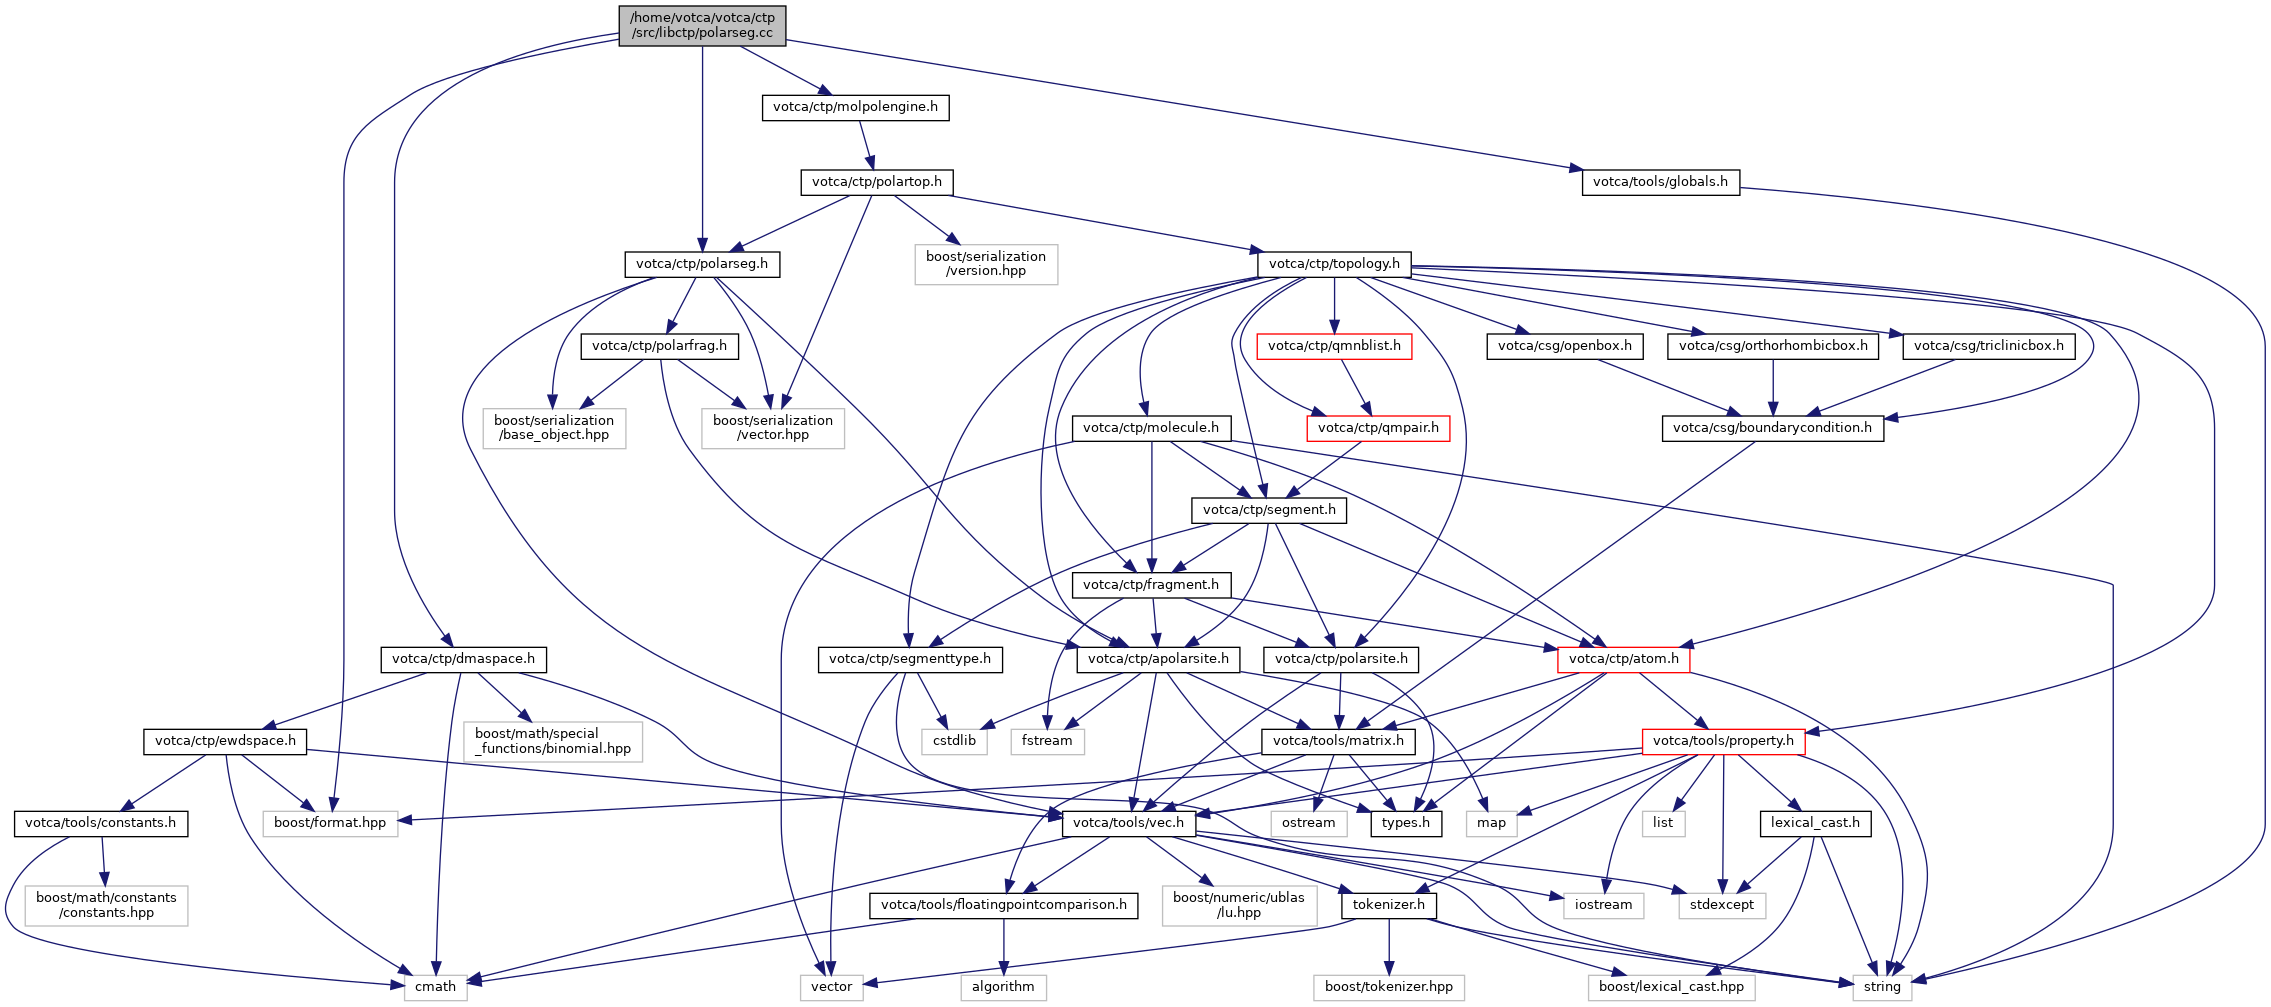 /home/votca/votca/ctp
/src/libctp/polarseg.cc
votca/ctp/molpolengine.h
votca/ctp/polartop.h
votca/tools/globals.h
votca/ctp/polarseg.h
boost/serialization
/version.hpp
votca/ctp/topology.h
votca/ctp/polarfrag.h
votca/ctp/qmnblist.h
votca/csg/openbox.h
votca/csg/orthorhombicbox.h
votca/csg/triclinicbox.h
boost/serialization
/base_object.hpp
boost/serialization
/vector.hpp
votca/ctp/molecule.h
votca/ctp/qmpair.h
votca/csg/boundarycondition.h
votca/ctp/segment.h
votca/ctp/fragment.h
votca/ctp/dmaspace.h
votca/ctp/segmenttype.h
votca/ctp/apolarsite.h
votca/ctp/polarsite.h
votca/ctp/atom.h
votca/ctp/ewdspace.h
boost/math/special
_functions/binomial.hpp
cstdlib
fstream
votca/tools/matrix.h
votca/tools/property.h
votca/tools/constants.h
boost/format.hpp
votca/tools/vec.h
ostream
types.h
map
list
lexical_cast.h
boost/math/constants
/constants.hpp
votca/tools/floatingpointcomparison.h
boost/numeric/ublas
/lu.hpp
tokenizer.h
iostream
stdexcept
cmath
vector
algorithm
boost/tokenizer.hpp
boost/lexical_cast.hpp
string